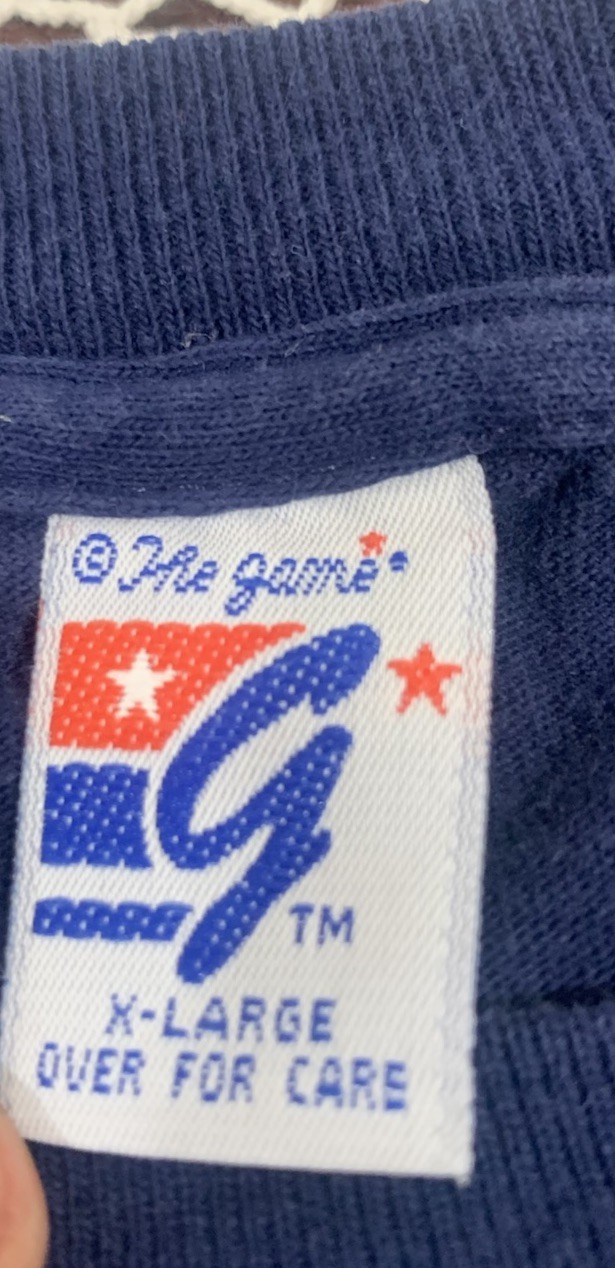 © The game
G TM
X-LARGE
OVER FOR CARE